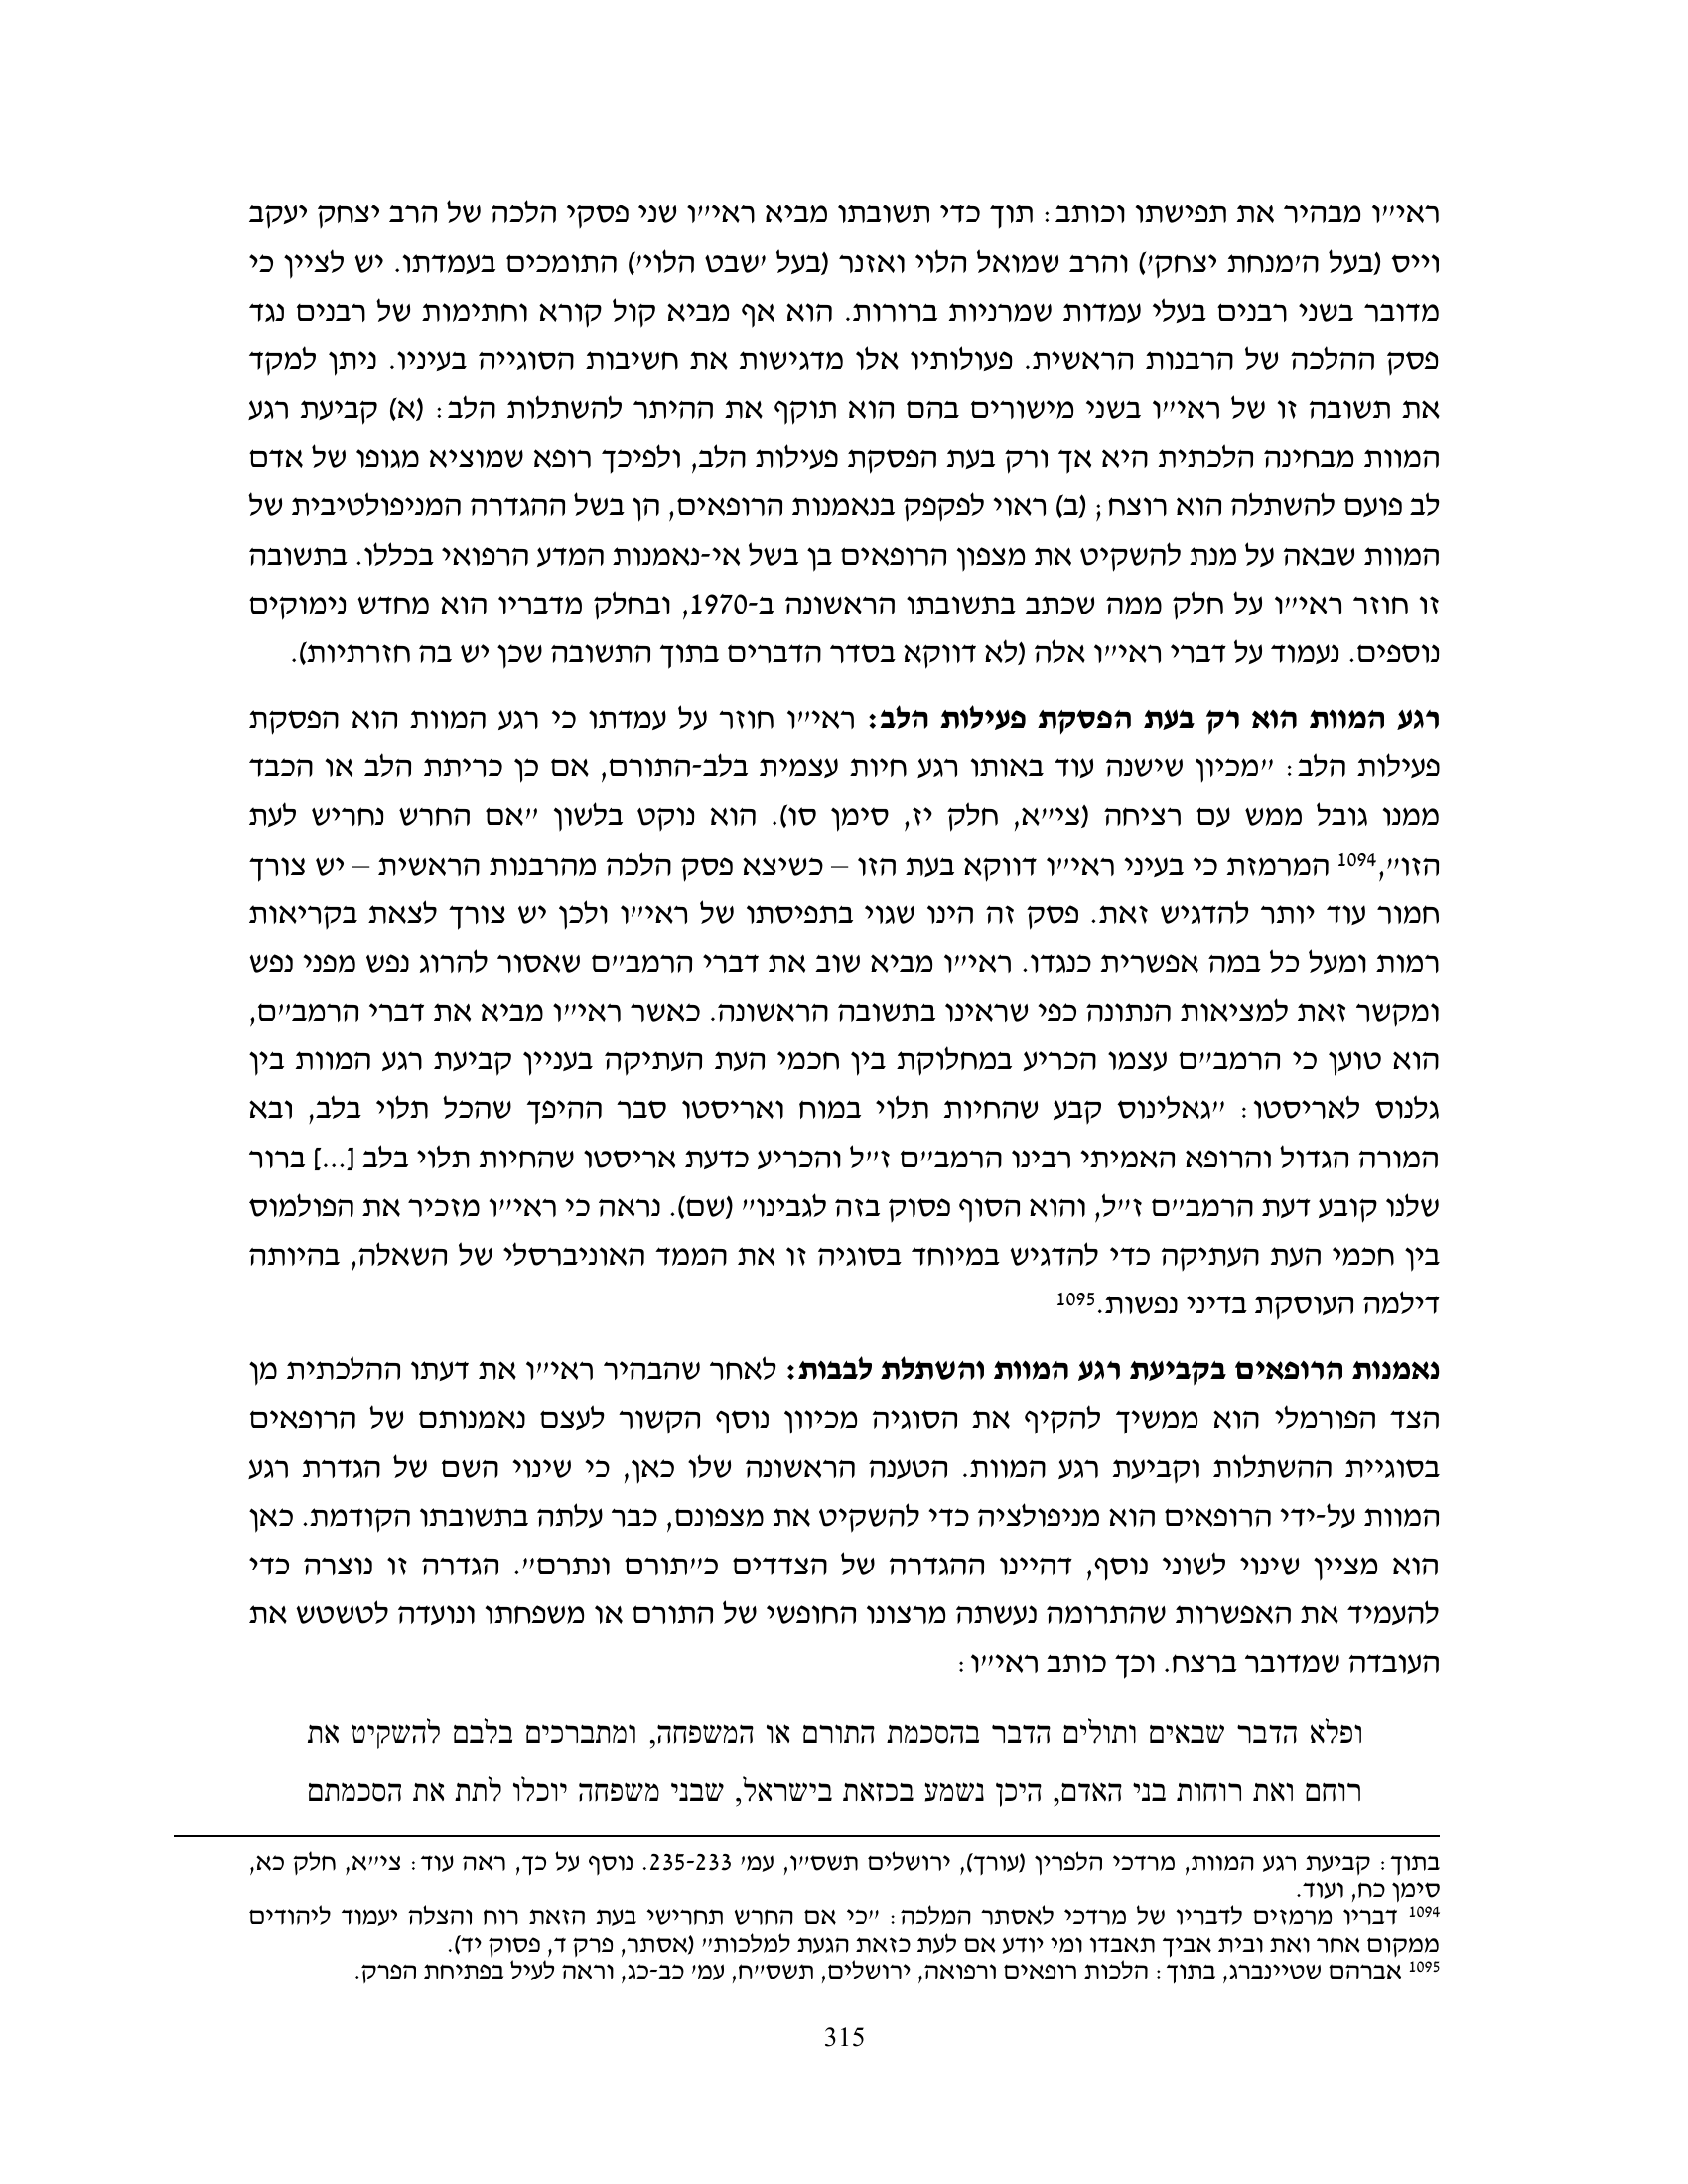 ראי״ו מבהיר את תפישתו וכותב: תוך כדי תשובתו מביא ראי״ו שני פסקי הלכה של הרב יצחק יעקב
וייס (בעל ה׳מנחת יצחק׳) והרב שמואל הלוי ואזנר (בעל ׳שבט הלוי׳) התומכים בעמדתו. יש לציין כי
מדובר בשני רבנים בעלי עמדות שמרניות ברורות. הוא אף מביא קול קורא וחתימות של רבנים נגד
פסק ההלכה של הרבנות הראשית. פעולותיו אלו מדגישות את חשיבות הסוגייה בעיניו. ניתן למקד
את תשובה זו של ראי״ו בשני מישורים בהם הוא תוקף את ההיתר להשתלות הלב: (א) קביעת רגע
המוות מבחינה הלכתית היא אך ורק בעת הפסקת פעילות הלב, ולפיכך רופא שמוציא מגופו של אדם
לב פועם להשתלה הוא רוצח; (ב) ראוי לפקפק בנאמנות הרופאים, הן בשל ההגדרה המניפולטיבית של
המוות שבאה על מנת להשקיט את מצפון הרופאים בן בשל אי-נאמנות המדע הרפואי בכללו. בתשובה
זו חוזר ראי״ו על חלק ממה שכתב בתשובתו הראשונה ב-1970, ובחלק מדבריו הוא מחדש נימוקים
נוספים. נעמוד על דברי ראי״ו אלה (לא דווקא בסדר הדברים בתוך התשובה שכן יש בה חזרתיות).
רגע המוות הוא רק בעת הפסקת פעילות הלב: ראי״ו חוזר על עמדתו כי רגע המוות הוא הפסקת
פעילות הלב: ״מכיון שישנה עוד באותו רגע חיות עצמית בלב-התורם, אם כן כריתת הלב או הכבד
ממנו גובל ממש עם רציחה (צי״א, חלק יז, סימן סו). הוא נוקט בלשון ״אם החרש נחריש לעת
הזו״,1094 המרמזת כי בעיני ראי״ו דווקא בעת הזו – כשיצא פסק הלכה מהרבנות הראשית – יש צורך
חמור עוד יותר להדגיש זאת. פסק זה הינו שגוי בתפיסתו של ראי״ו ולכן יש צורך לצאת בקריאות
רמות ומעל כל במה אפשרית כנגדו. ראי״ו מביא שוב את דברי הרמב״ם שאסור להרוג נפש מפני נפש
ומקשר זאת למציאות הנתונה כפי שראינו בתשובה הראשונה. כאשר ראי״ו מביא את דברי הרמב״ם,
הוא טוען כי הרמב״ם עצמו הכריע במחלוקת בין חכמי העת העתיקה בעניין קביעת רגע המוות בין
גלנוס לאריסטו: ״גאלינוס קבע שהחיות תלוי במוח ואריסטו סבר ההיפך שהכל תלוי בלב, ובא
המורה הגדול והרופא האמיתי רבינו הרמב״ם ז״ל והכריע כדעת אריסטו שהחיות תלוי בלב [...] ברור
שלנו קובע דעת הרמב״ם ז״ל, והוא הסוף פסוק בזה לגבינו״ (שם). נראה כי ראי״ו מזכיר את הפולמוס
בין חכמי העת העתיקה כדי להדגיש במיוחד בסוגיה זו את הממד האוניברסלי של השאלה, בהיותה
דילמה העוסקת בדיני נפשות.1095
נאמנות הרופאים בקביעת רגע המוות והשתלת לבבות: לאחר שהבהיר ראי״ו את דעתו ההלכתית מן
הצד הפורמלי הוא ממשיך להקיף את הסוגיה מכיוון נוסף הקשור לעצם נאמנותם של הרופאים
בסוגיית ההשתלות וקביעת רגע המוות. הטענה הראשונה שלו כאן, כי שינוי השם של הגדרת רגע
המוות על-ידי הרופאים הוא מניפולציה כדי להשקיט את מצפונם, כבר עלתה בתשובתו הקודמת. כאן
הוא מציין שינוי לשוני נוסף, דהיינו ההגדרה של הצדדים כ״תורם ונתרם״. הגדרה זו נוצרה כדי
להעמיד את האפשרות שהתרומה נעשתה מרצונו החופשי של התורם או משפחתו ונועדה לטשטש את
העובדה שמדובר ברצח. וכך כותב ראי״ו:
ופלא הדבר שבאים ותולים הדבר בהסכמת התורם או המשפחה, ומתברכים בלבם להשקיט את
רוחם ואת רוחות בני האדם, היכן נשמע בכזאת בישראל, שבני משפחה יוכלו לתת את הסכמתם
בתוך: קביעת רגע המוות, מרדכי הלפרין (עורך), ירושלים תשס״ו, עמ׳ 235-233. נוסף על כך, ראה עוד: צי״א, חלק כא,
סימן כח, ועוד.
1094 דבריו מרמזים לדבריו של מרדכי לאסתר המלכה: ״כי אם החרש תחרישי בעת הזאת רוח והצלה יעמוד ליהודים
ממקום אחר ואת ובית אביך תאבדו ומי יודע אם לעת כזאת הגעת למלכות״ (אסתר, פרק ד, פסוק יד).
1095 אברהם שטיינברג, בתוך: הלכות רופאים ורפואה, ירושלים, תשס״ח, עמ׳ כב-כג, וראה לעיל בפתיחת הפרק.
315